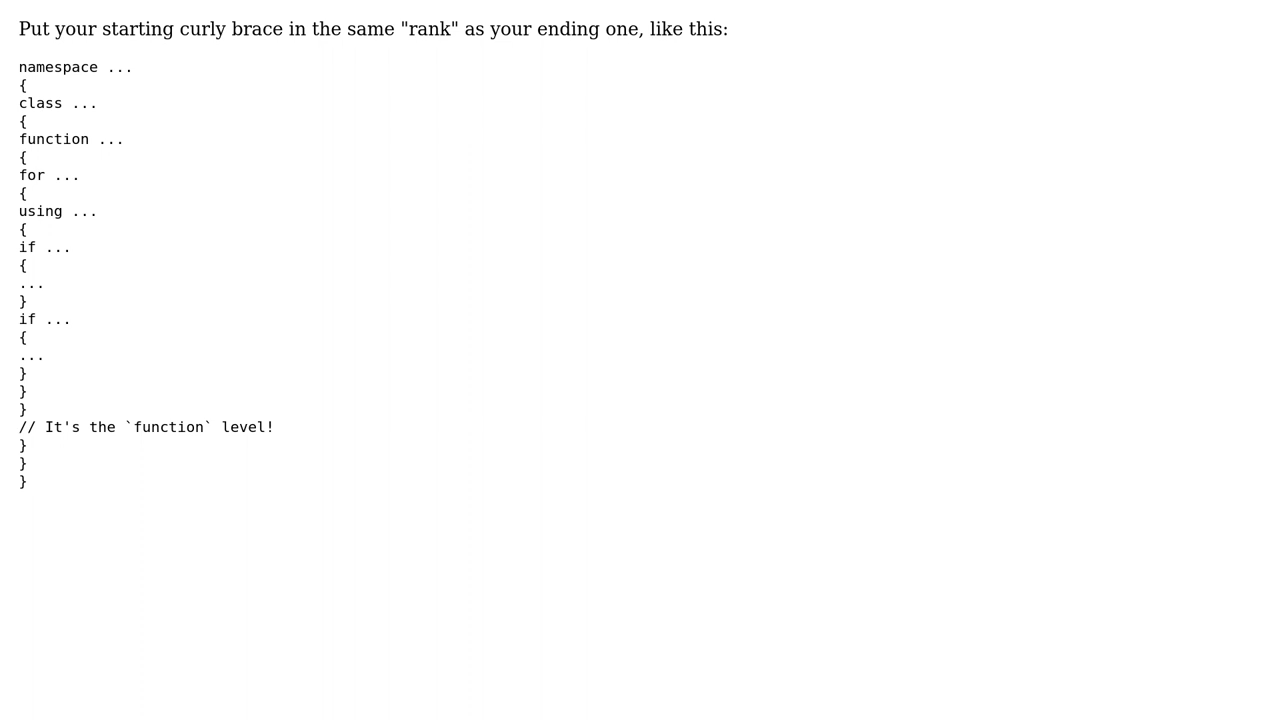 Put your starting curly brace in the same "rank" as your ending one, like this:
namespace ...
{
class ...
{
function ...
{
for ...
{
using ...
{
if ...
{
...
}
if ...
{
...
}
}
}
// It's the `function` level!
}
}
}